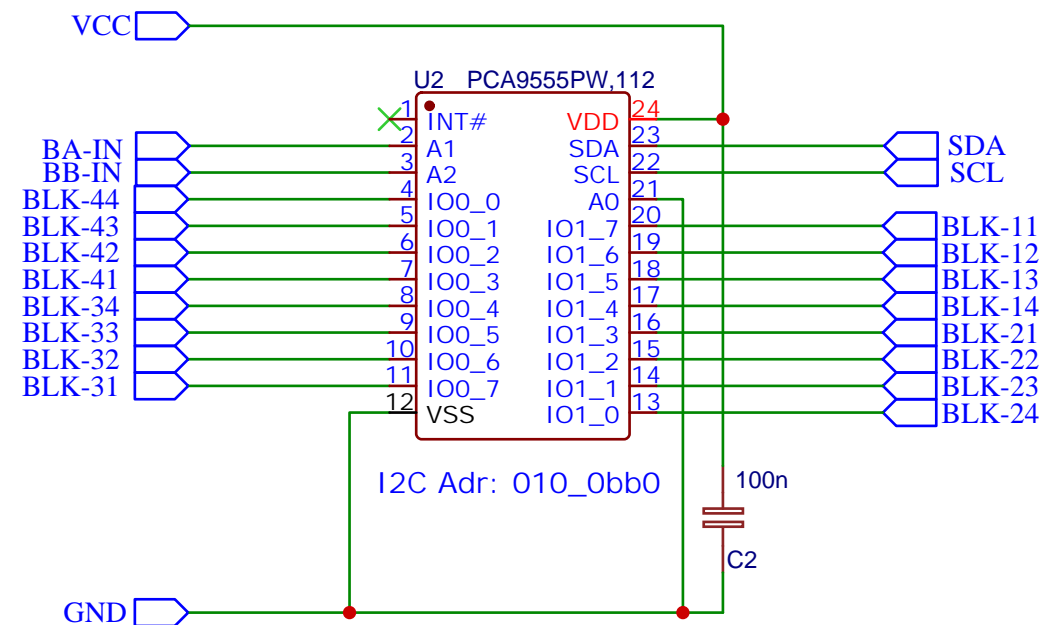 VCC
U2 PCA9555PW,112
1 INT# VDD 24
BA-IN 2 A1 SDA 23 SDA
BB-IN 3 A2 SCL 22 SCL
BLK-44 4 IO0_0 A0 21
BLK-43 5 IO0_1 IO1_7 20 BLK-11
BLK-42 6 IO0_2 IO1_6 19 BLK-12
BLK-41 7 IO0_3 IO1_5 18 BLK-13
BLK-34 8 IO0_4 IO1_4 17 BLK-14
BLK-33 9 IO0_5 IO1_3 16 BLK-21
BLK-32 10 IO0_6 IO1_2 15 BLK-22
BLK-31 11 IO0_7 IO1_1 14 BLK-23
12 VSS IO1_0 13 BLK-24
I2C Adr: 010_0bb0 100n
C2
GND